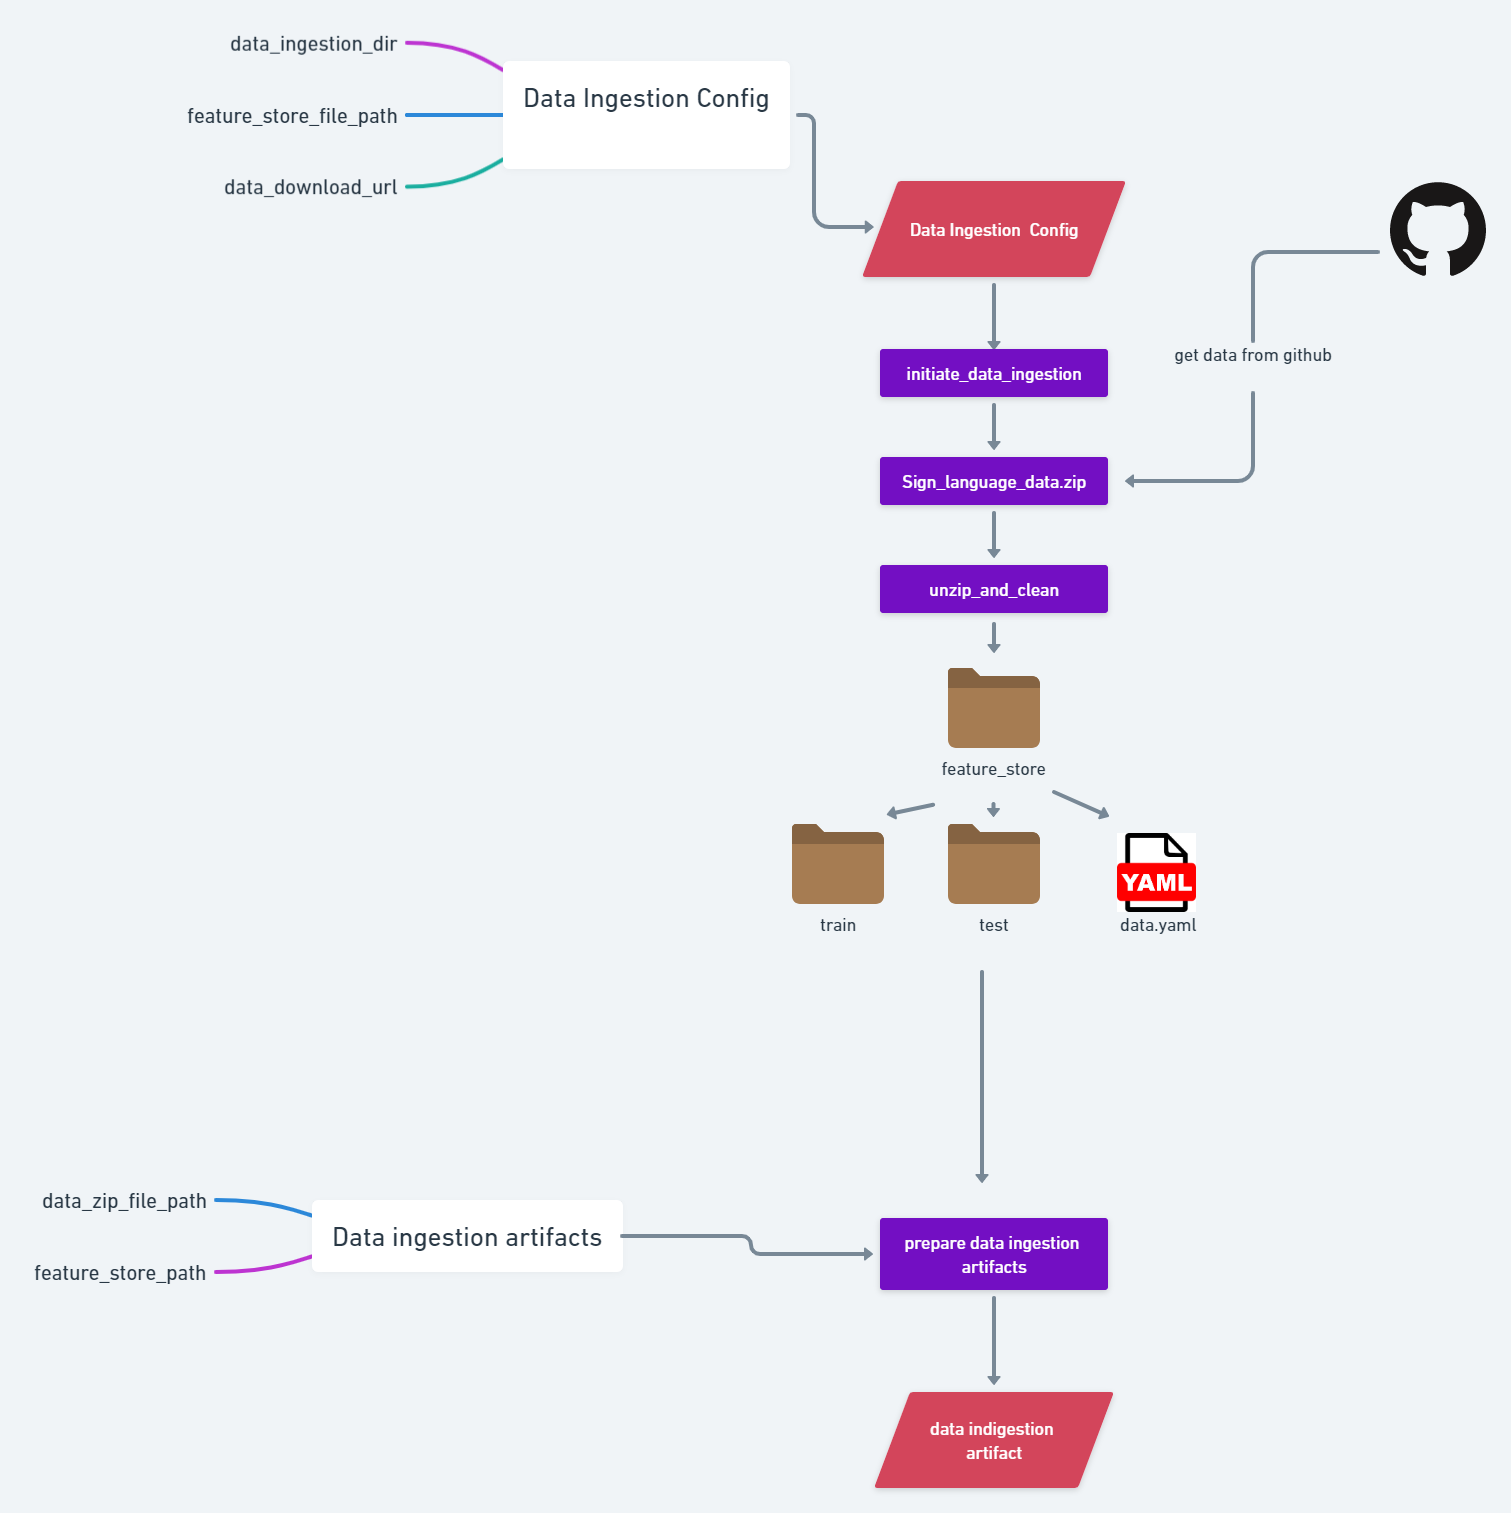 data_ingestion_dir
feature_store_file_path
data_download_url
Data Ingestion Config
Data Ingestion  Config
initiate_data_ingestion
get data from github
Sign_language_data.zip
unzip_and_clean
feature_store
train
test
YAML
data.yaml
data_zip_file_path
feature_store_path
Data ingestion artifacts
prepare data ingestion
artifacts
data indigestion
artifact